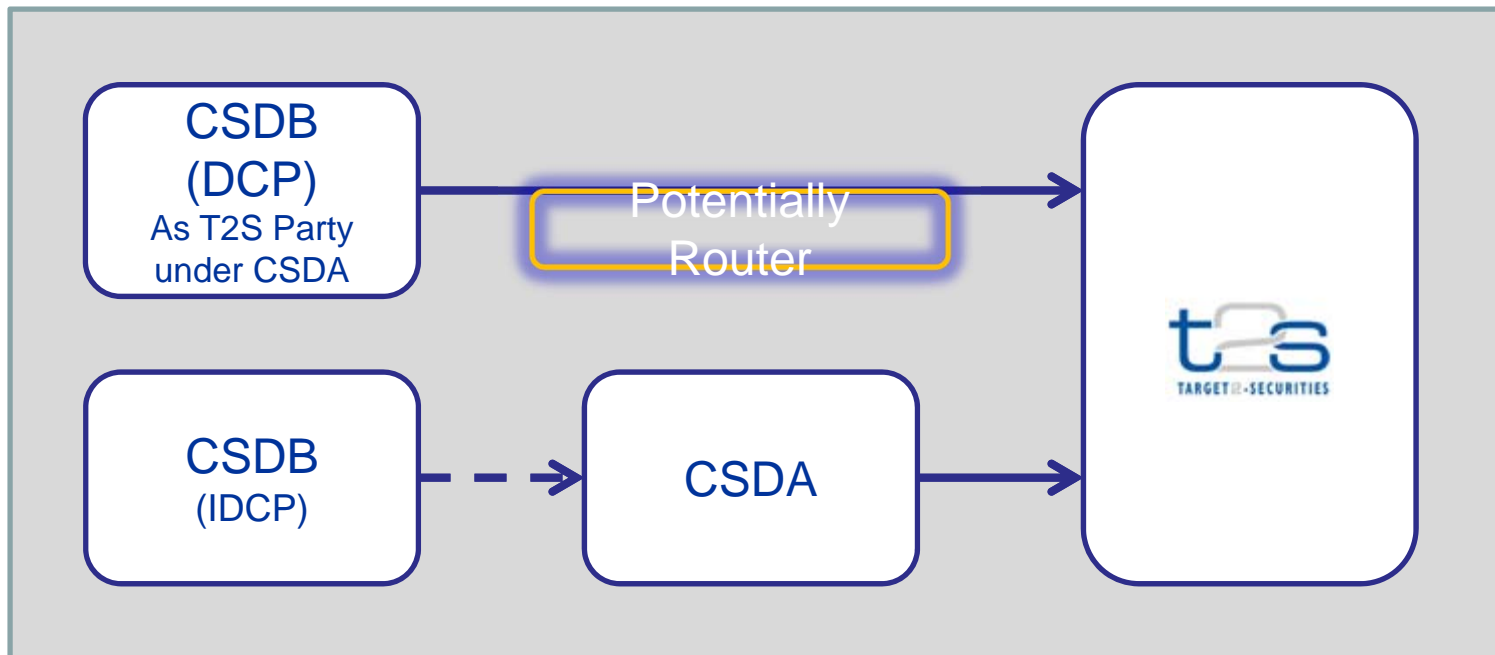 CSDB
(DCP)
As T2S Party
under CSDA
Potentially
Router
t2s
TARGET2-SECURITIES
CSDB
(IDCP)
CSDA